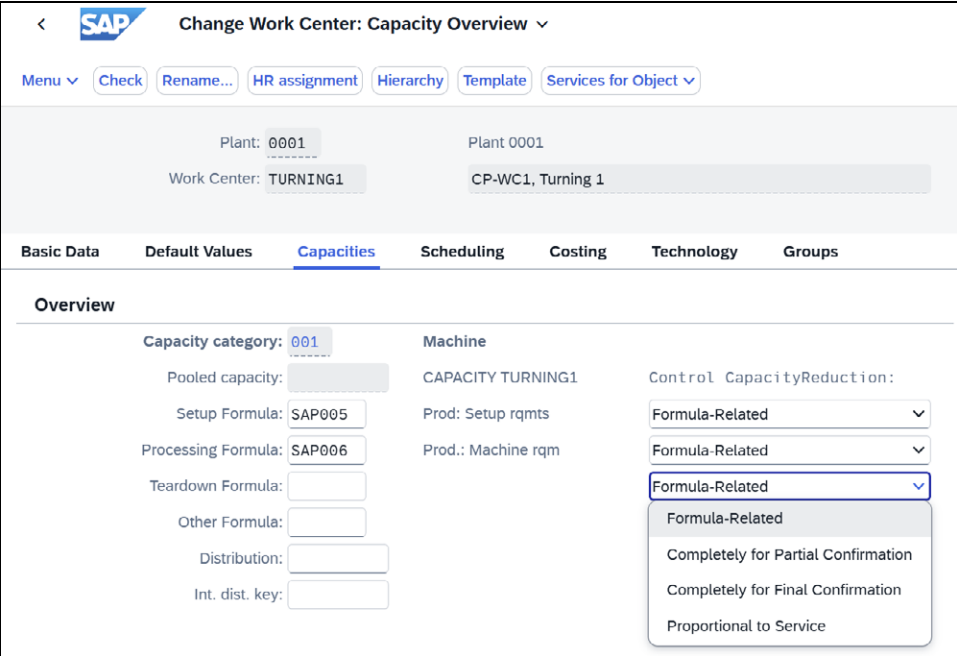 SAP Change Work Center: Capacity Overview
Menu Check Rename... HR assignment Hierarchy Template Services for Object
Plant: 0001 Plant 0001
Work Center: TURNING1 CP-WC1, Turning 1
Basic Data Default Values Capacities Scheduling Costing Technology Groups
Overview
Capacity category: 001 Machine
Pooled capacity: CAPACITY TURNING1 Control CapacityReduction:
Setup Formula: SAP005 Prod: Setup rqmts Formula-Related
Processing Formula: SAP006 Prod.: Machine rqm Formula-Related
Teardown Formula: Formula-Related
Other Formula: Formula-Related
Distribution: Completely for Partial Confirmation
Int. dist. key: Completely for Final Confirmation
Proportional to Service